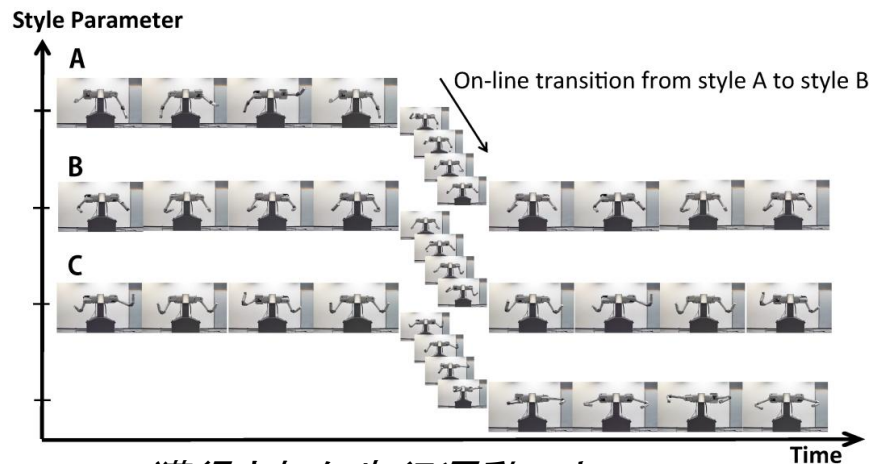 Style Parameter
A
On-line transition from style A to style B
B
C
Time